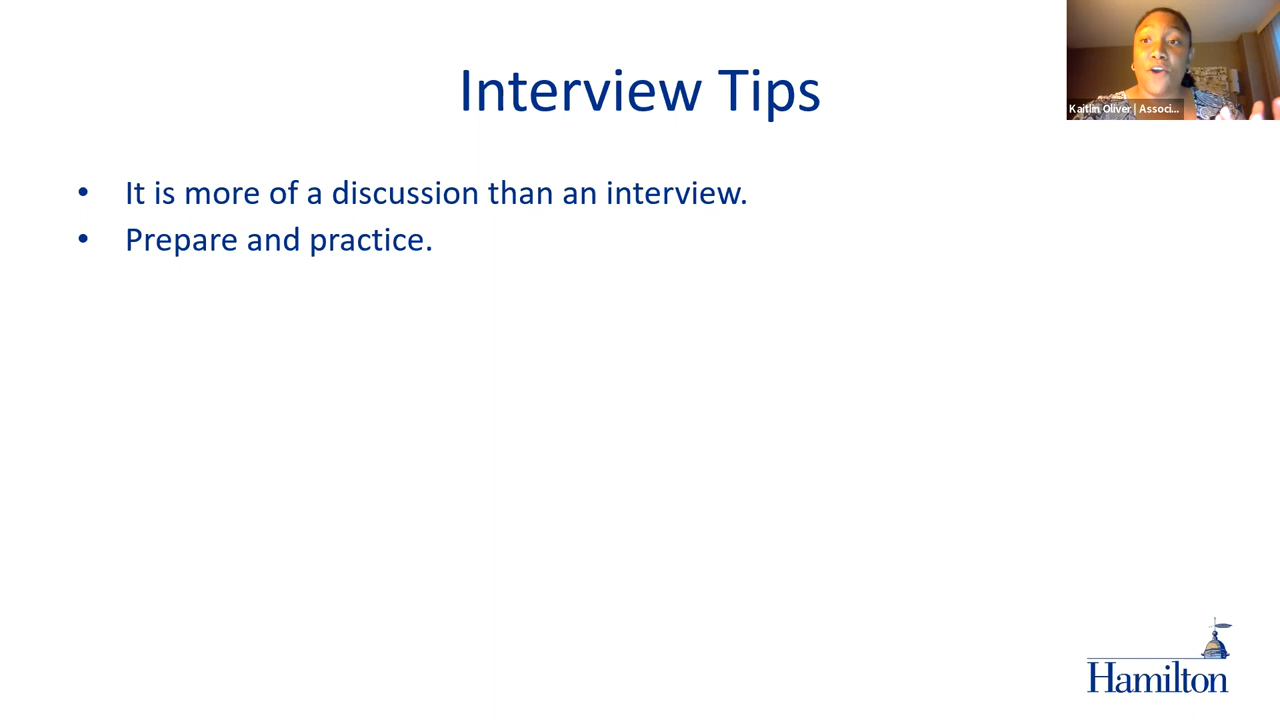 Interview Tips
Kaitlin Oliver | Associ...
• It is more of a discussion than an interview.
• Prepare and practice.
Hamilton